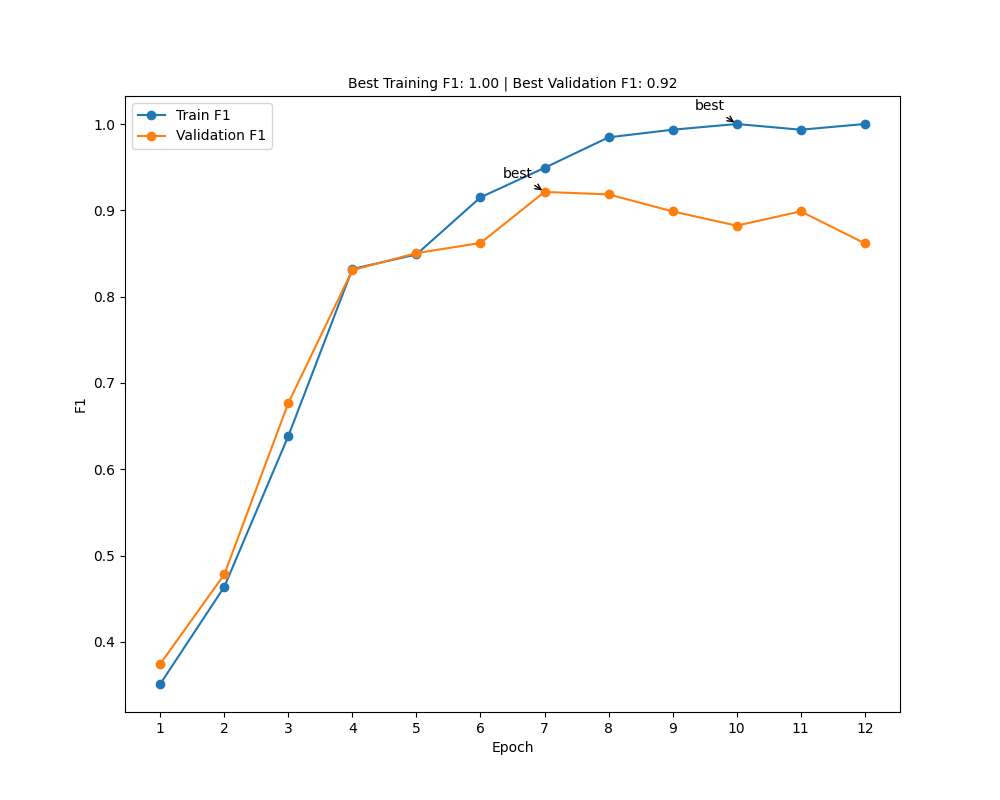 Best Training F1: 1.00 | Best Validation F1: 0.92
Train F1
Validation F1
best
best
1.0
0.9
0.8
0.7
0.6
0.5
0.4
F1
1 2 3 4 5 6 7 8 9 10 11 12
Epoch